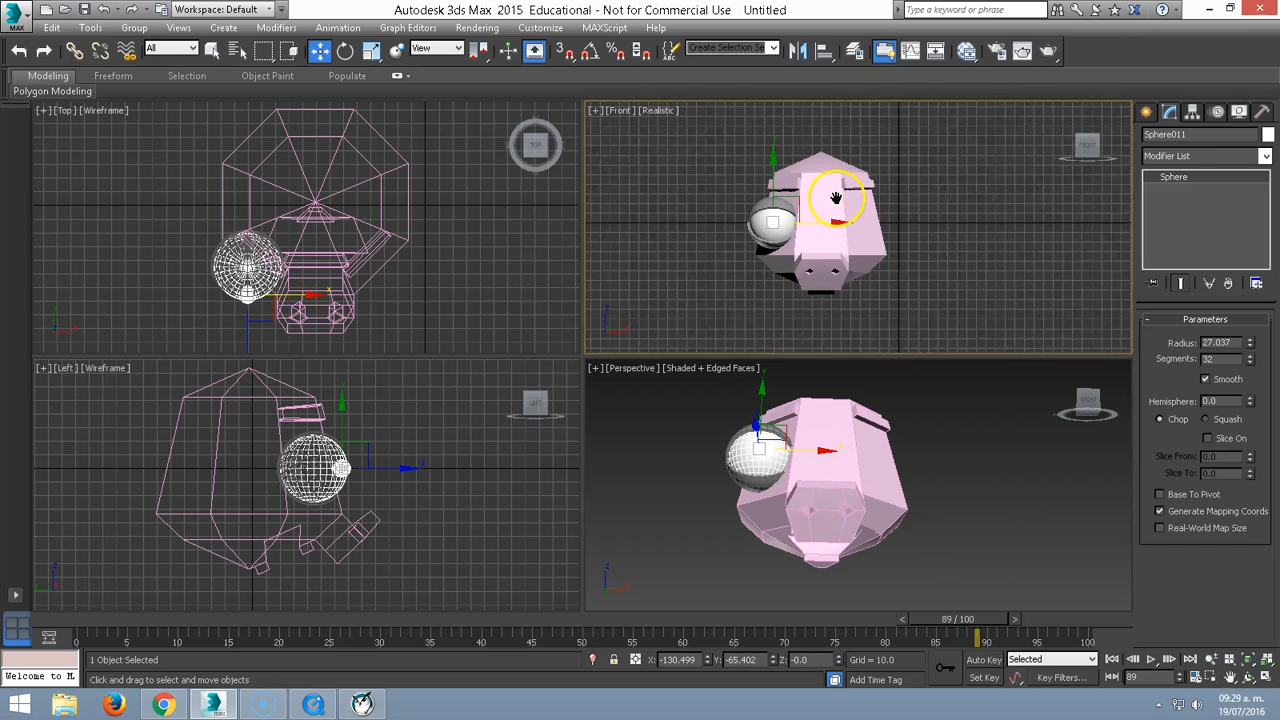 MAX
Workspace: Default
Autodesk 3ds Max 2015 Educational - Not for Commercial Use Untitled
Type a keyword or phrase
Edit Tools Group Views Create Modifiers Animation Graph Editors Rendering Customize MAXScript Help
All View Create Selection Se
Modeling Freeform Selection Object Paint Populate
Polygon Modeling
[+] [Top] [Wireframe]
TOP
[+] [Front] [Realistic]
FRONT
Sphere011
Modifier List
Sphere
Parameters
Radius: 27.037
Segments: 32
Smooth
Hemisphere: 0.0
Chop Squash
Slice On
Slice From: 0.0
Slice To: 0.0
Base To Pivot
Generate Mapping Coords
Real-World Map Size
[+] [Left] [Wireframe]
LEFT
[+] [Perspective] [Shaded + Edged Faces]
89 / 100
0 5 10 15 20 25 30 35 40 45 50 55 60 65 70 75 80 85 90 95 100
1 Object Selected X: -130.499 Y: -65.402 Z: -0.0 Grid = 10.0 Auto Key Selected
Welcome to M Click and drag to select and move objects Add Time Tag Set Key Key Filters... 89
09:29 a. m.
19/07/2016